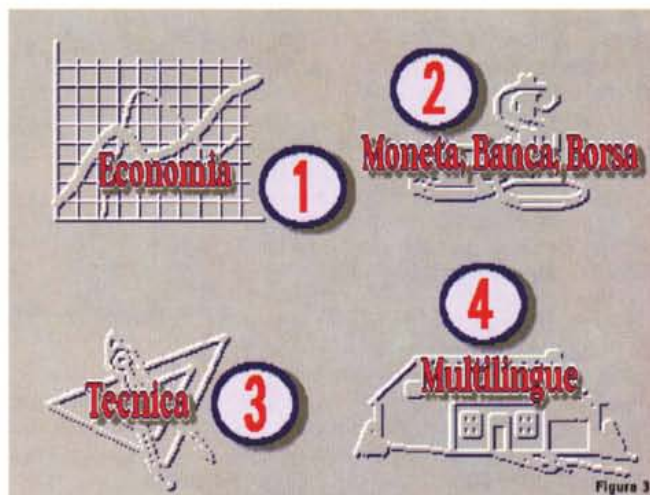 Economia
1
2
Moneta, Banca, Borsa
Tecnica
3
4
Multilingue
Figura 3